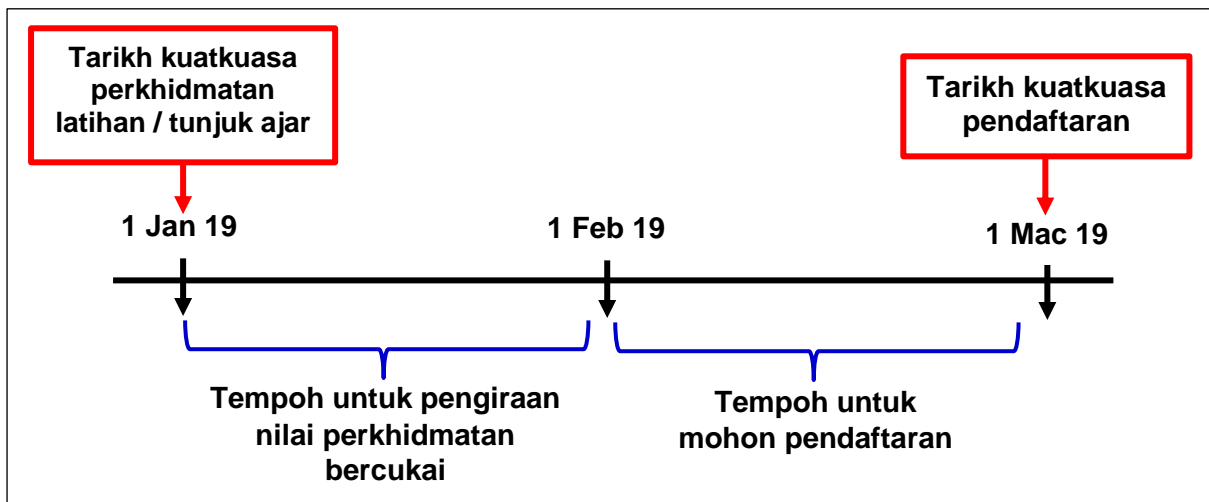 Tarikh kuatkuasa
perkhidmatan
latihan / tunjuk ajar
Tarikh kuatkuasa
pendaftaran
1 Jan 19
1 Feb 19
1 Mac 19
Tempoh untuk pengiraan
nilai perkhidmatan
bercukai
Tempoh untuk
mohon pendaftaran